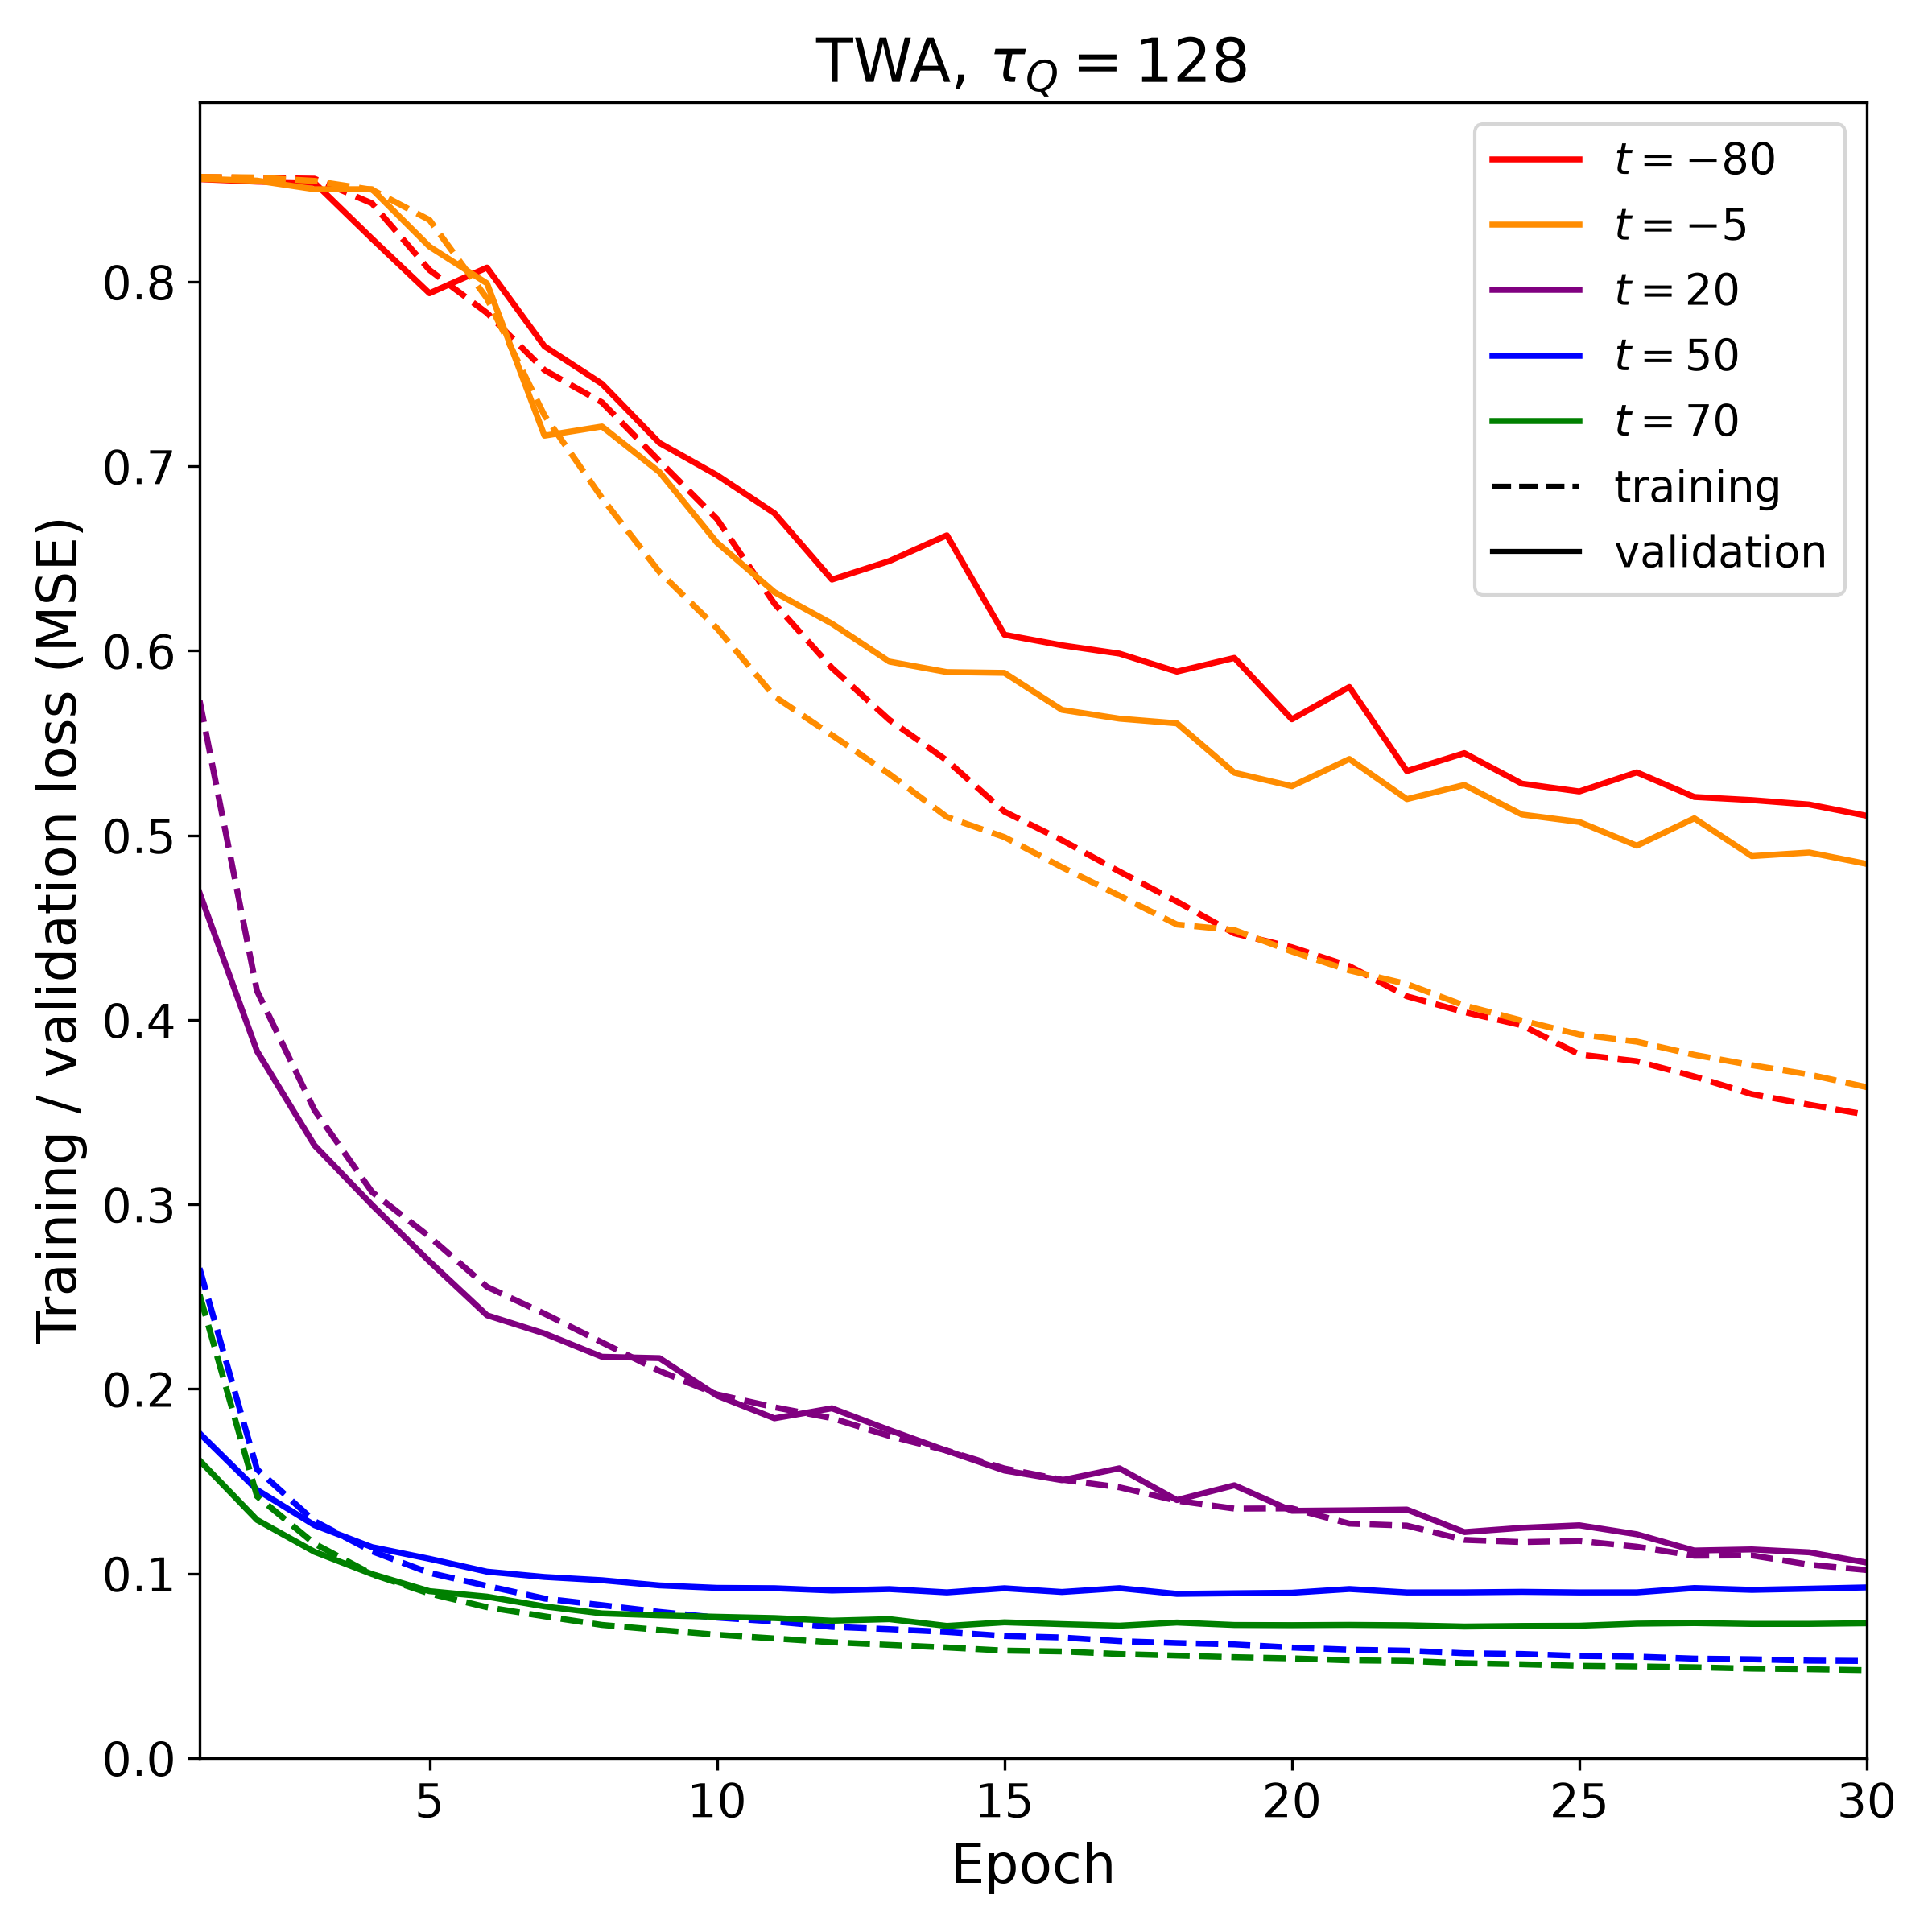 TWA, τ_Q = 128
Training / validation loss (MSE)
0.8
0.7
0.6
0.5
0.4
0.3
0.2
0.1
0.0
t = −80
t = −5
t = 20
t = 50
t = 70
training
validation
5 10 15 20 25 30
Epoch